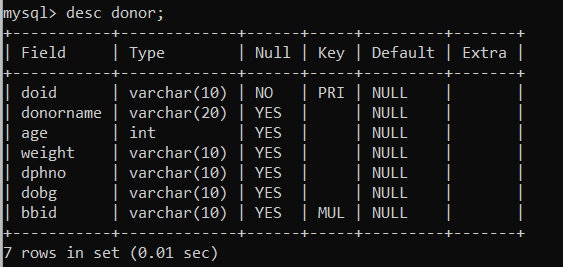 mysql> desc donor;
+-----------+-------------+------+-----+---------+-------+
| Field     | Type        | Null | Key | Default | Extra |
+-----------+-------------+------+-----+---------+-------+
| doid      | varchar(10) | NO   | PRI | NULL    |       |
| donorname | varchar(20) | YES  |     | NULL    |       |
| age       | int         | YES  |     | NULL    |       |
| weight    | varchar(10) | YES  |     | NULL    |       |
| dphno     | varchar(10) | YES  |     | NULL    |       |
| dobg      | varchar(10) | YES  |     | NULL    |       |
| bbid      | varchar(10) | YES  | MUL | NULL    |       |
+-----------+-------------+------+-----+---------+-------+
7 rows in set (0.01 sec)